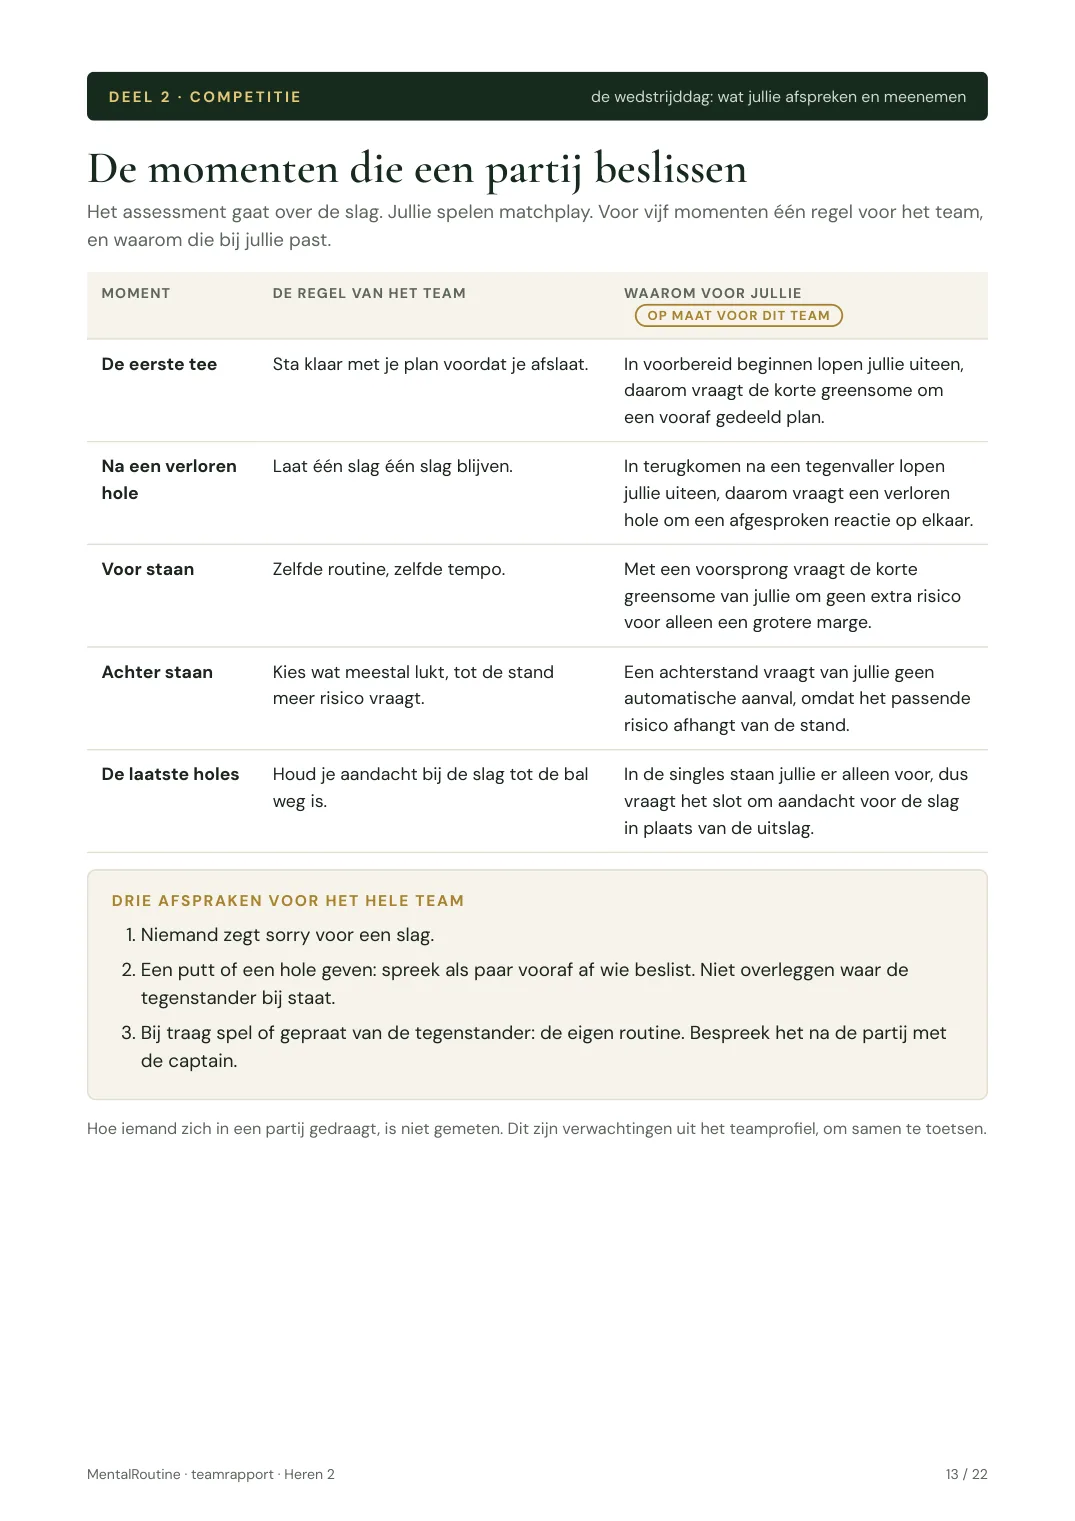 DEEL 2 · COMPETITIE
de wedstrijddag: wat jullie afspreken en meenemen
De momenten die een partij beslissen
Het assessment gaat over de slag. Jullie spelen matchplay. Voor vijf momenten één regel voor het team,
en waarom die bij jullie past.
MOMENT
DE REGEL VAN HET TEAM
WAAROM VOOR JULLIE
OP MAAT VOOR DIT TEAM
De eerste tee
Sta klaar met je plan voordat je afslaat.
In voorbereid beginnen lopen jullie uiteen,
daarom vraagt de korte greensome om
een vooraf gedeeld plan.
Na een verloren
hole
Laat één slag één slag blijven.
In terugkomen na een tegenvaller lopen
jullie uiteen, daarom vraagt een verloren
hole om een afgesproken reactie op elkaar.
Voor staan
Zelfde routine, zelfde tempo.
Met een voorsprong vraagt de korte
greensome van jullie om geen extra risico
voor alleen een grotere marge.
Achter staan
Kies wat meestal lukt, tot de stand
meer risico vraagt.
Een achterstand vraagt van jullie geen
automatische aanval, omdat het passende
risico afhangt van de stand.
De laatste holes
Houd je aandacht bij de slag tot de bal
weg is.
In de singles staan jullie er alleen voor, dus
vraagt het slot om aandacht voor de slag
in plaats van de uitslag.
DRIE AFSPRAKEN VOOR HET HELE TEAM
1. Niemand zegt sorry voor een slag.
2. Een putt of een hole geven: spreek als paar vooraf af wie beslist. Niet overleggen waar de
tegenstander bij staat.
3. Bij traag spel of gepraat van de tegenstander: de eigen routine. Bespreek het na de partij met
de captain.
Hoe iemand zich in een partij gedraagt, is niet gemeten. Dit zijn verwachtingen uit het teamprofiel, om samen te toetsen.
MentalRoutine · teamrapport · Heren 2
13 / 22